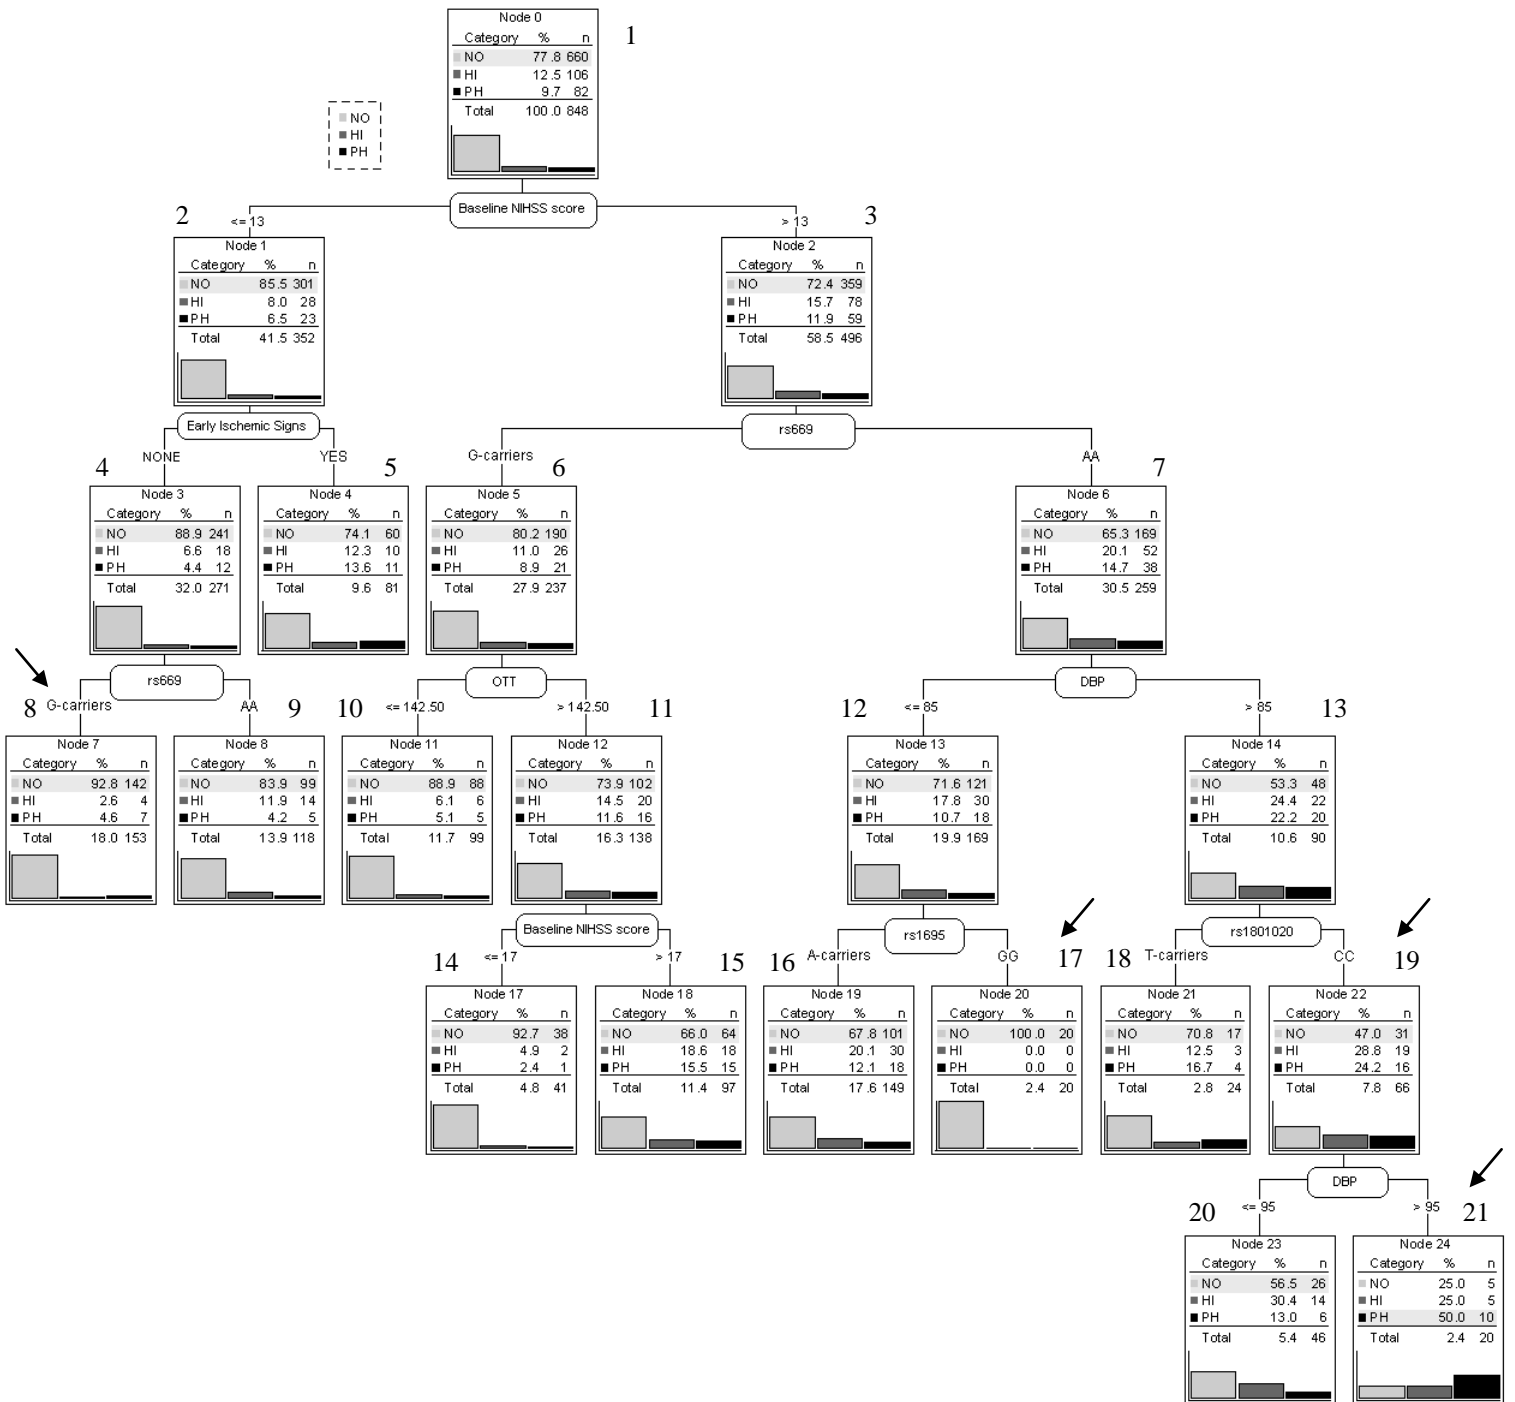 Node 0
1
Category % n
NO 77.8 660
HI 12.5 106
PH 9.7 82
Total 100.0 848
NO
HI
PH
Baseline NIHSS score
<= 13
> 13
2
Node 1
Category % n
NO 85.5 301
HI 8.0 28
PH 6.5 23
Total 41.5 352
3
Node 2
Category % n
NO 72.4 359
HI 15.7 78
PH 11.9 59
Total 58.5 496
Early Ischemic Signs
NONE
YES
rs669
G-carriers
AA
4
Node 3
Category % n
NO 88.9 241
HI 6.6 18
PH 4.4 12
Total 32.0 271
5
Node 4
Category % n
NO 74.1 60
HI 12.3 10
PH 13.6 11
Total 9.6 81
6
Node 5
Category % n
NO 80.2 190
HI 11.0 26
PH 8.9 21
Total 27.9 237
7
Node 6
Category % n
NO 65.3 169
HI 20.1 52
PH 14.7 38
Total 30.5 259
rs669
G-carriers
AA
OTT
<= 142.50
> 142.50
DBP
<= 85
> 85
8
Node 7
Category % n
NO 92.8 142
HI 2.6 4
PH 4.6 7
Total 18.0 153
9
Node 8
Category % n
NO 83.9 99
HI 11.9 14
PH 4.2 5
Total 13.9 118
10
Node 11
Category % n
NO 88.9 88
HI 6.1 6
PH 5.1 5
Total 11.7 99
11
Node 12
Category % n
NO 73.9 102
HI 14.5 20
PH 11.6 16
Total 16.3 138
12
Node 13
Category % n
NO 71.6 121
HI 17.8 30
PH 10.7 18
Total 19.9 169
13
Node 14
Category % n
NO 53.3 48
HI 24.4 22
PH 22.2 20
Total 10.6 90
Baseline NIHSS score
<= 17
> 17
rs1695
A-carriers
GG
rs1801020
T-carriers
CC
14
Node 17
Category % n
NO 92.7 38
HI 4.9 2
PH 2.4 1
Total 4.8 41
15
Node 18
Category % n
NO 66.0 64
HI 18.6 18
PH 15.5 15
Total 11.4 97
16
Node 19
Category % n
NO 67.8 101
HI 20.1 30
PH 12.1 18
Total 17.6 149
17
Node 20
Category % n
NO 100.0 20
HI 0.0 0
PH 0.0 0
Total 2.4 20
18
Node 21
Category % n
NO 70.8 17
HI 12.5 3
PH 16.7 4
Total 2.8 24
19
Node 22
Category % n
NO 47.0 31
HI 28.8 19
PH 24.2 16
Total 7.8 66
DBP
<= 95
> 95
20
Node 23
Category % n
NO 56.5 26
HI 30.4 14
PH 13.0 6
Total 5.4 46
21
Node 24
Category % n
NO 25.0 5
HI 25.0 5
PH 50.0 10
Total 2.4 20